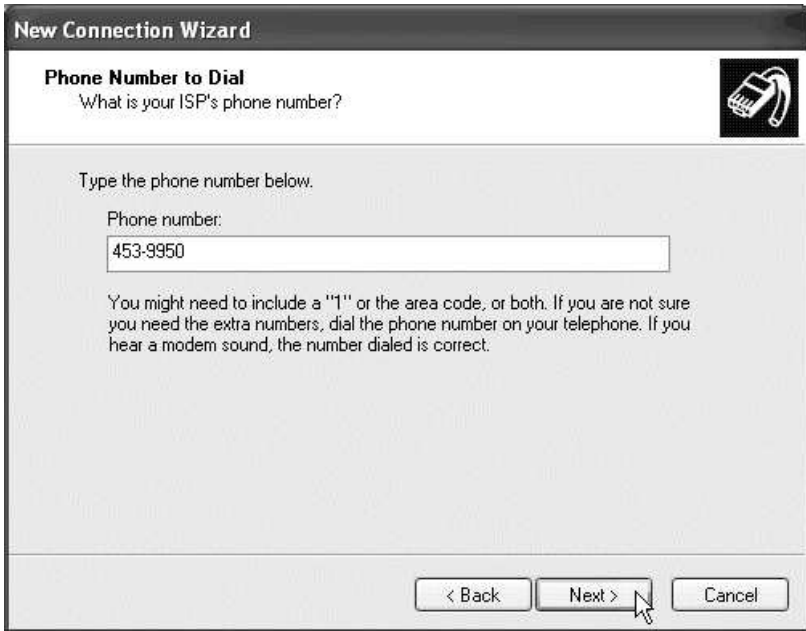 New Connection Wizard
Phone Number to Dial
What is your ISP's phone number?
Type the phone number below.
Phone number:
453-9950
You might need to include a "1" or the area code, or both. If you are not sure
you need the extra numbers, dial the phone number on your telephone. If you
hear a modem sound, the number dialed is correct.
< Back Next > Cancel